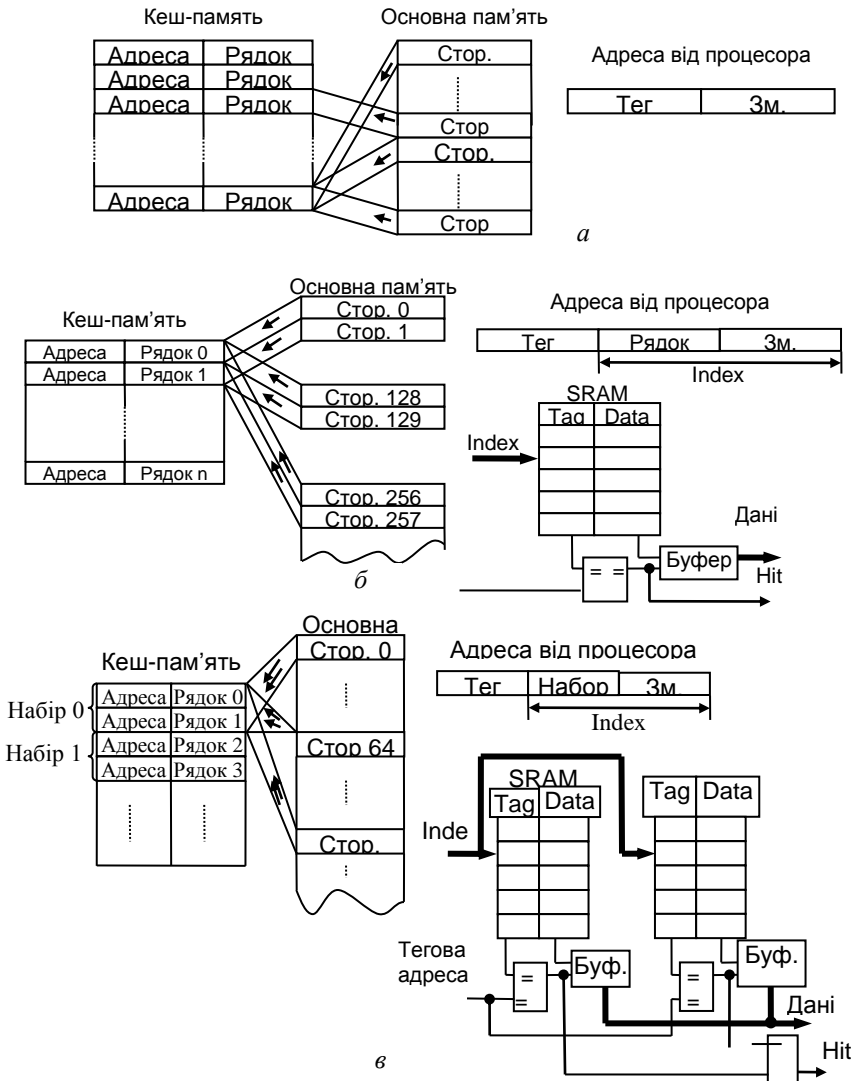 Кеш-память
Основна пам’ять
Адреса від процесора
Адреса Рядок
Адреса Рядок
Адреса Рядок
Адреса Рядок
Стор.
Стор
Стор.
Стор
Тег Зм.
а
Основна пам’ять
Кеш-пам’ять
Адреса від процесора
Адреса Рядок 0
Адреса Рядок 1
Адреса Рядок n
Стор. 0
Стор. 1
Стор. 128
Стор. 129
Стор. 256
Стор. 257
Тег Рядок Зм.
Index
SRAM
Tag Data
Index
Дані
Буфер
= =
Hit
б
Основна
Кеш-пам’ять
Адреса від процесора
Набір 0
Набір 1
Адреса Рядок 0
Адреса Рядок 1
Адреса Рядок 2
Адреса Рядок 3
Стор. 0
Стор 64
Стор.
Тег Набор Зм.
Index
SRAM
Tag Data
Tag Data
Inde
Тегова
адреса
=
=
Буф.
=
=
Буф.
Дані
Hit
в